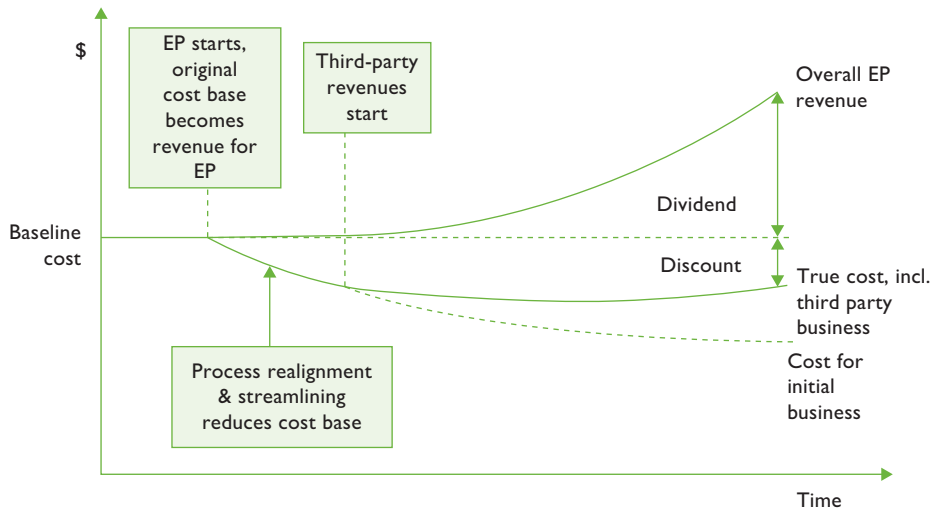 $
EP starts,
original
cost base
becomes
revenue for
EP
Third-party
revenues
start
Overall EP
revenue
Dividend
Baseline
cost
Discount
True cost, incl.
third party
business
Process realignment
& streamlining
reduces cost base
Cost for
initial
business
Time